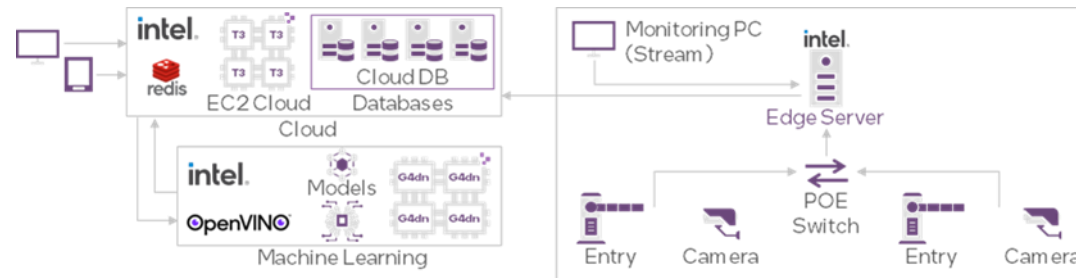 intel.
T3
T3
T3
T3
redis
EC2 Cloud
Cloud DB
Databases
Cloud
intel.
Models
G4dn
G4dn
G4dn
G4dn
OpenVINO
Machine Learning
Monitoring PC
(Stream)
intel.
Edge Server
POE
Switch
Entry
Camera
Entry
Camera